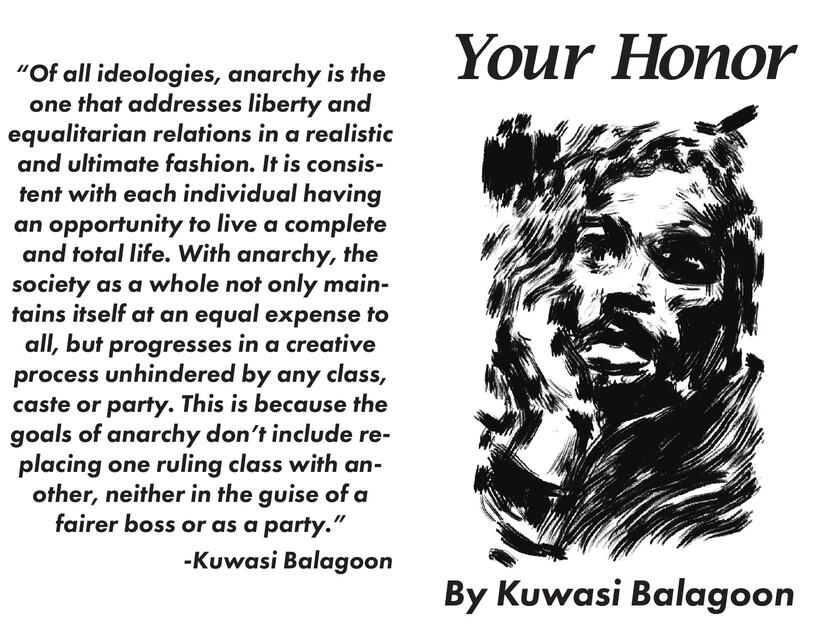 “Of all ideologies, anarchy is the
one that addresses liberty and
equalitarian relations in a realistic
and ultimate fashion. It is consis-
tent with each individual having
an opportunity to live a complete
and total life. With anarchy, the
society as a whole not only main-
tains itself at an equal expense to
all, but progresses in a creative
process unhindered by any class,
caste or party. This is because the
goals of anarchy don’t include re-
placing one ruling class with an-
other, neither in the guise of a
fairer boss or as a party.”
-Kuwasi Balagoon
Your Honor
By Kuwasi Balagoon